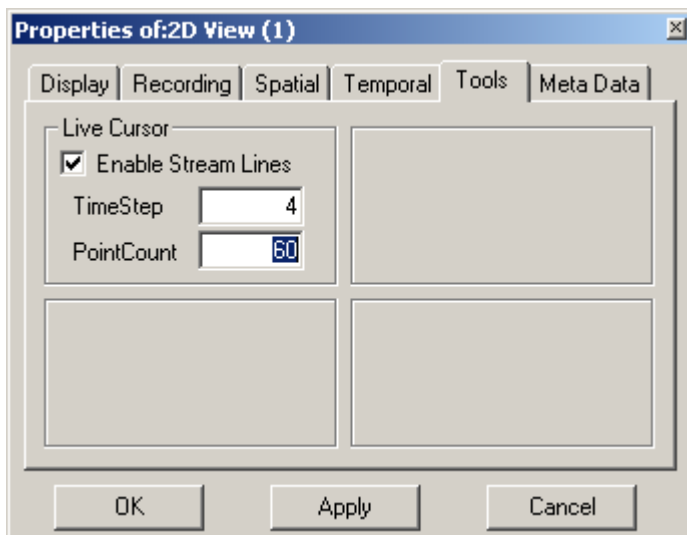 Properties of:2D View (1)
Display Recording Spatial Temporal Tools Meta Data
Live Cursor
Enable Stream Lines
TimeStep 4
PointCount 60
OK Apply Cancel